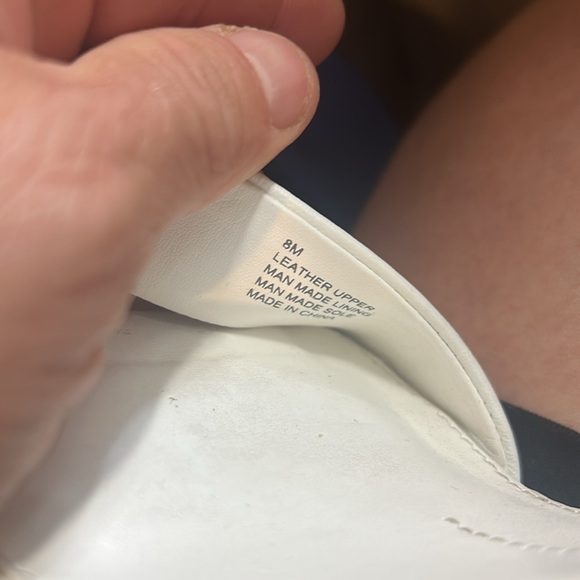 8M
LEATHER UPPER
MAN MADE LINING
MAN MADE SOLE
MADE IN CHINA